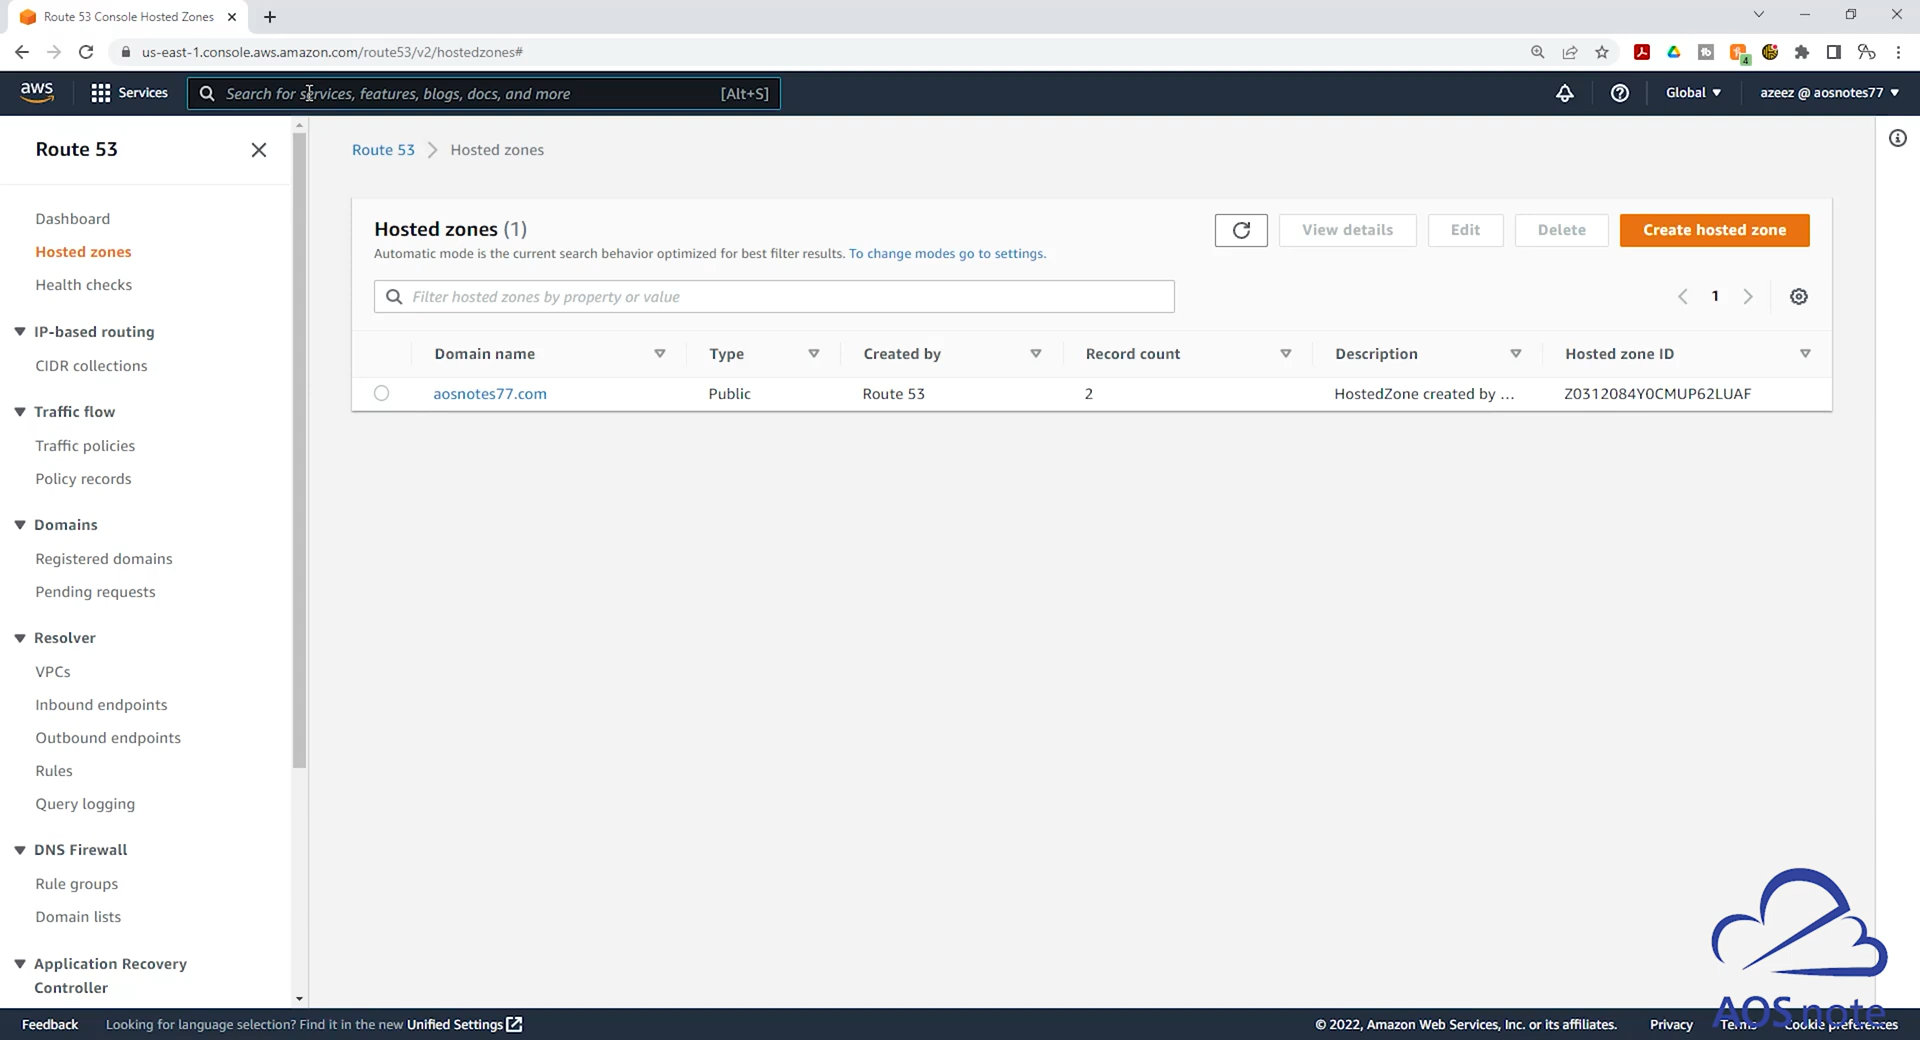 Route 53 Console Hosted Zones
us-east-1.console.aws.amazon.com/route53/v2/hostedzones#
4
aws
Services
Search for services, features, blogs, docs, and more
[Alt+S]
Global
azeez @ aosnotes77
Route 53
Dashboard
Hosted zones
Health checks
IP-based routing
CIDR collections
Traffic flow
Traffic policies
Policy records
Domains
Registered domains
Pending requests
Resolver
VPCs
Inbound endpoints
Outbound endpoints
Rules
Query logging
DNS Firewall
Rule groups
Domain lists
Application Recovery
Controller
Route 53 > Hosted zones
Hosted zones (1)
Automatic mode is the current search behavior optimized for best filter results. To change modes go to settings.
View details
Edit
Delete
Create hosted zone
Filter hosted zones by property or value
1
Domain name Type Created by Record count Description Hosted zone ID
aosnotes77.com Public Route 53 2 HostedZone created by ... Z0312084Y0CMUP62LUAF
AOS note
Feedback
Looking for language selection? Find it in the new Unified Settings
© 2022, Amazon Web Services, Inc. or its affiliates.
Privacy
Terms
Cookie preferences